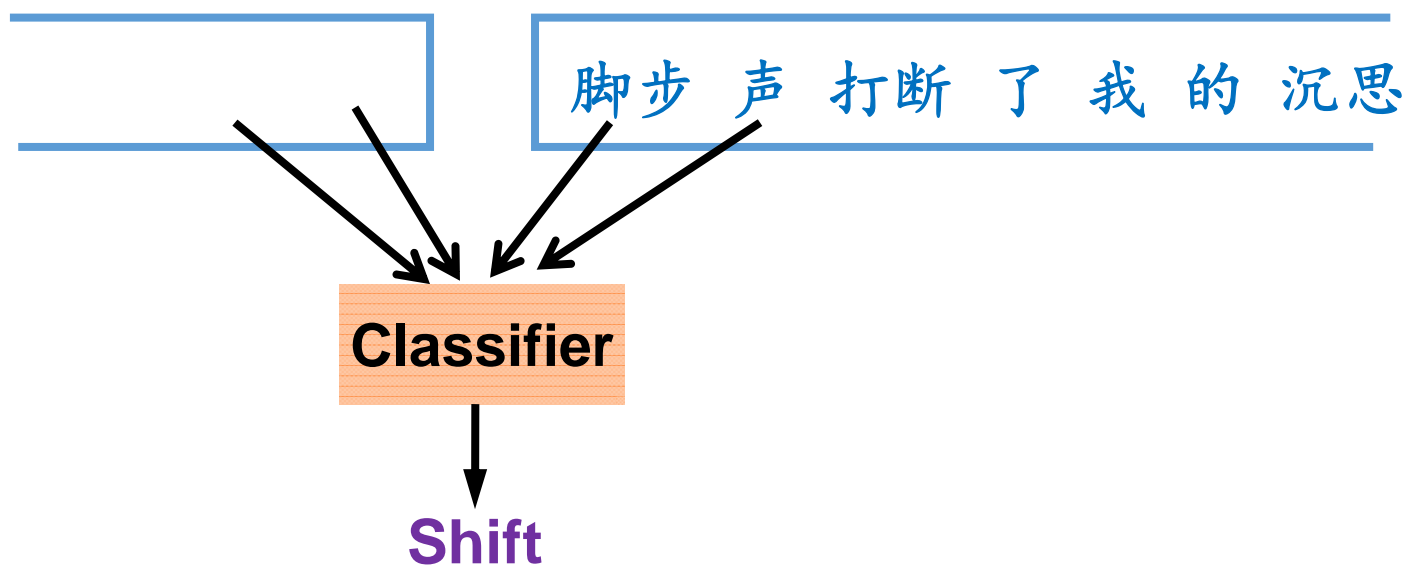 脚步 声 打断 了 我 的 沉思
Classifier
Shift